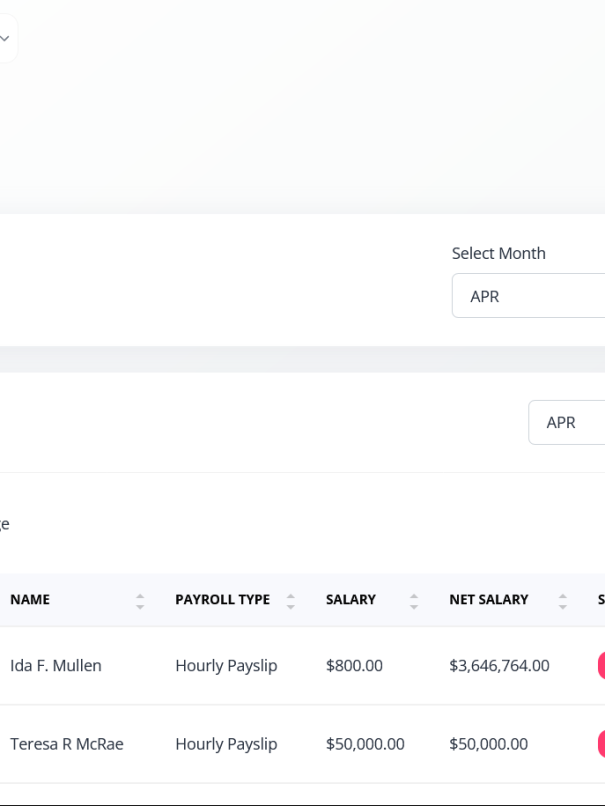 Select Month
APR
APR
ge
NAME PAYROLL TYPE SALARY NET SALARY S
Ida F. Mullen Hourly Payslip $800.00 $3,646,764.00
Teresa R McRae Hourly Payslip $50,000.00 $50,000.00